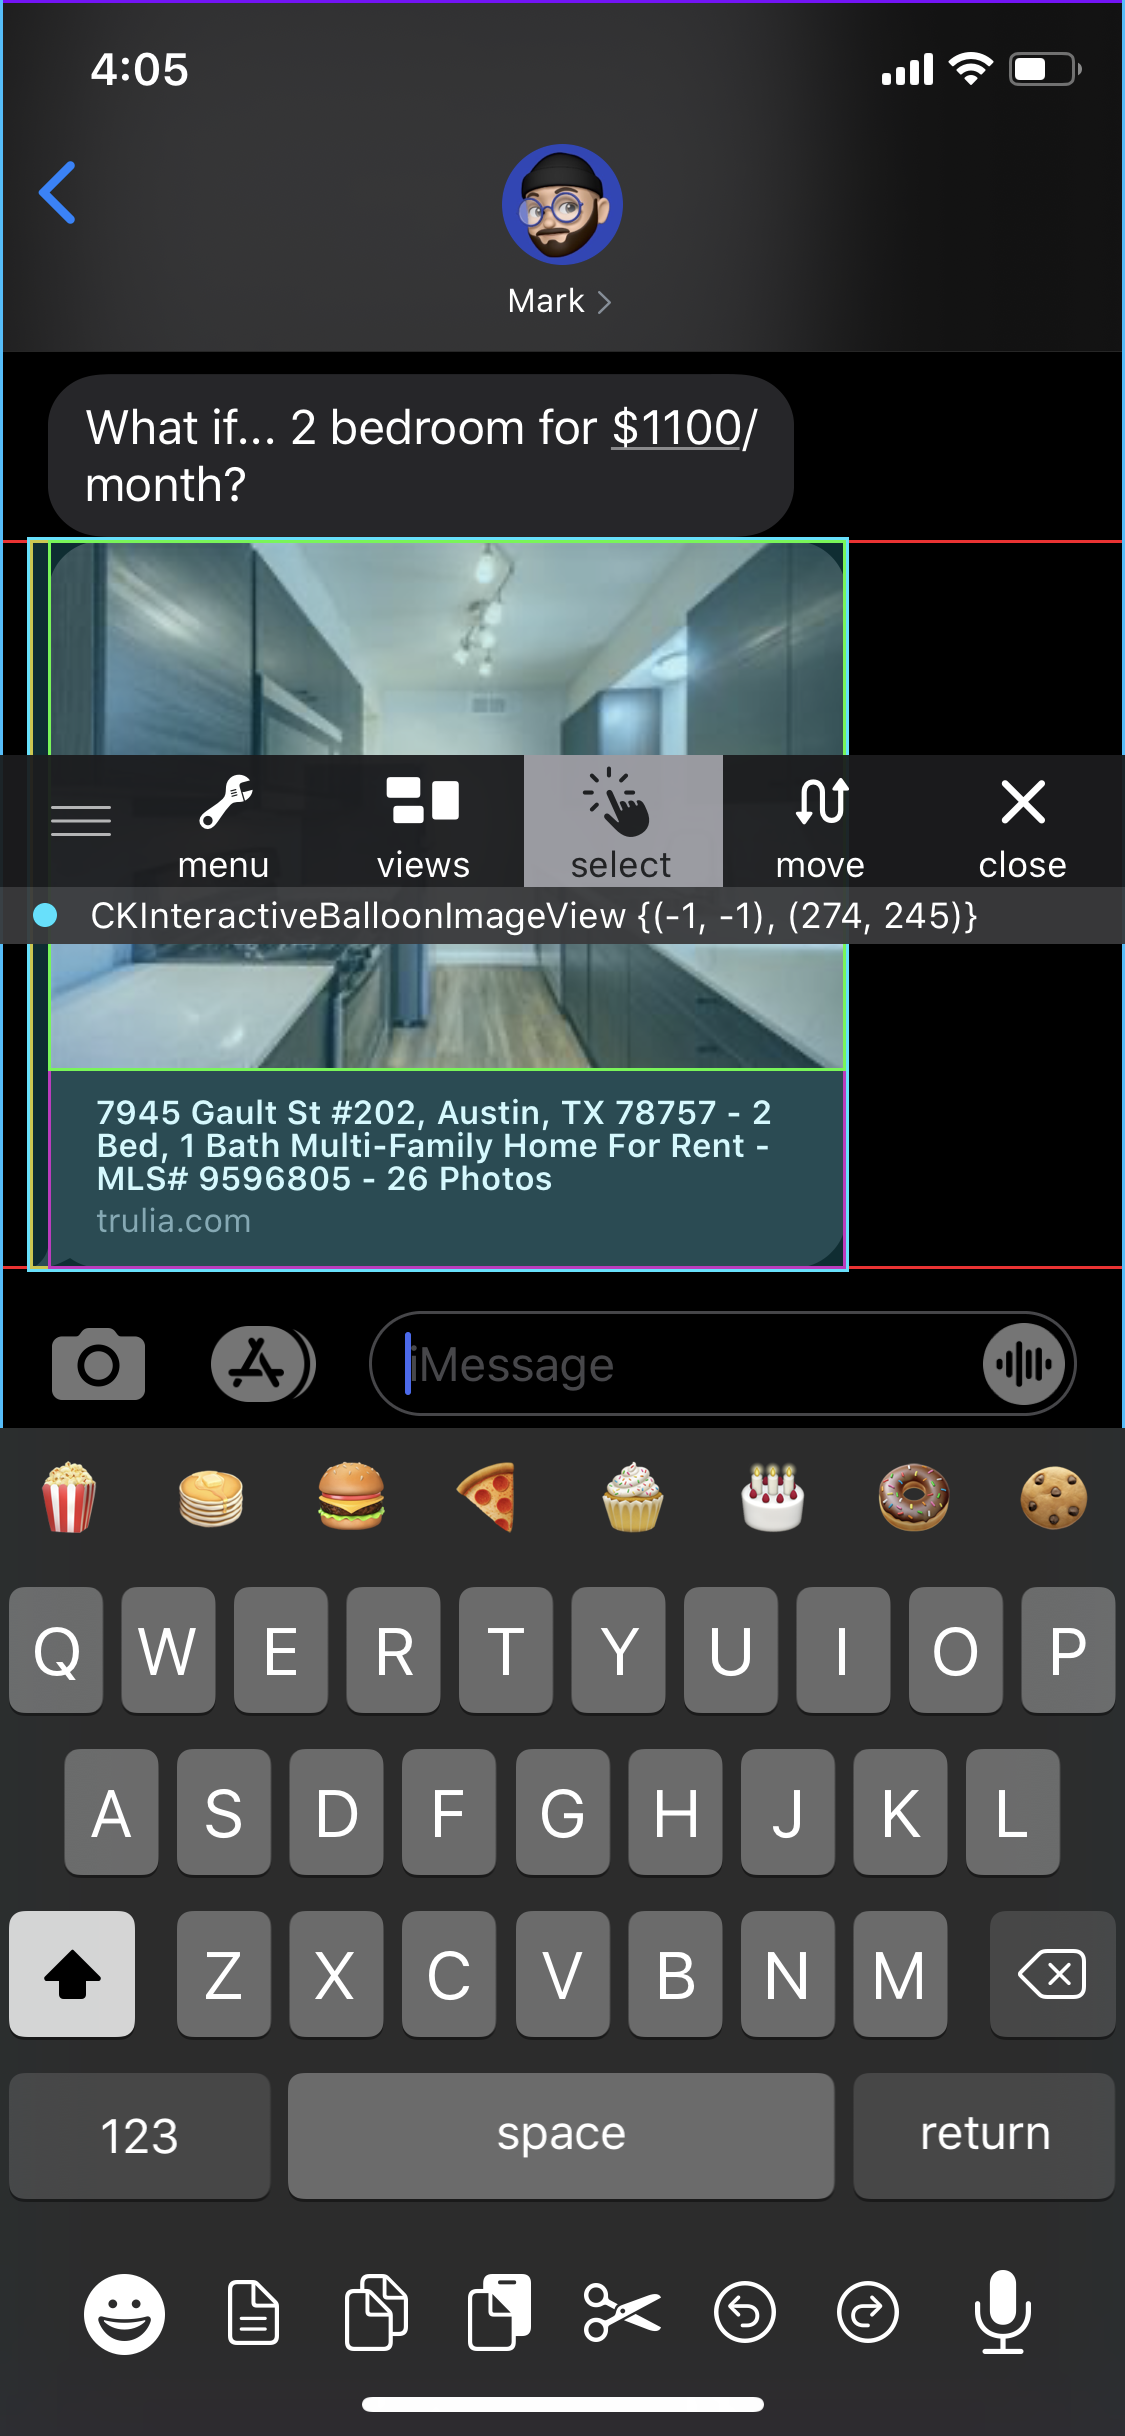 4:05
Mark
What if... 2 bedroom for $1100/
month?
menu
views
select
move
close
CKInteractiveBalloonImageView {(-1, -1), (274, 245)}
7945 Gault St #202, Austin, TX 78757 - 2
Bed, 1 Bath Multi-Family Home For Rent -
MLS# 9596805 - 26 Photos
trulia.com
iMessage
Q W E R T Y U I O P
A S D F G H J K L
Z X C V B N M
123 space return